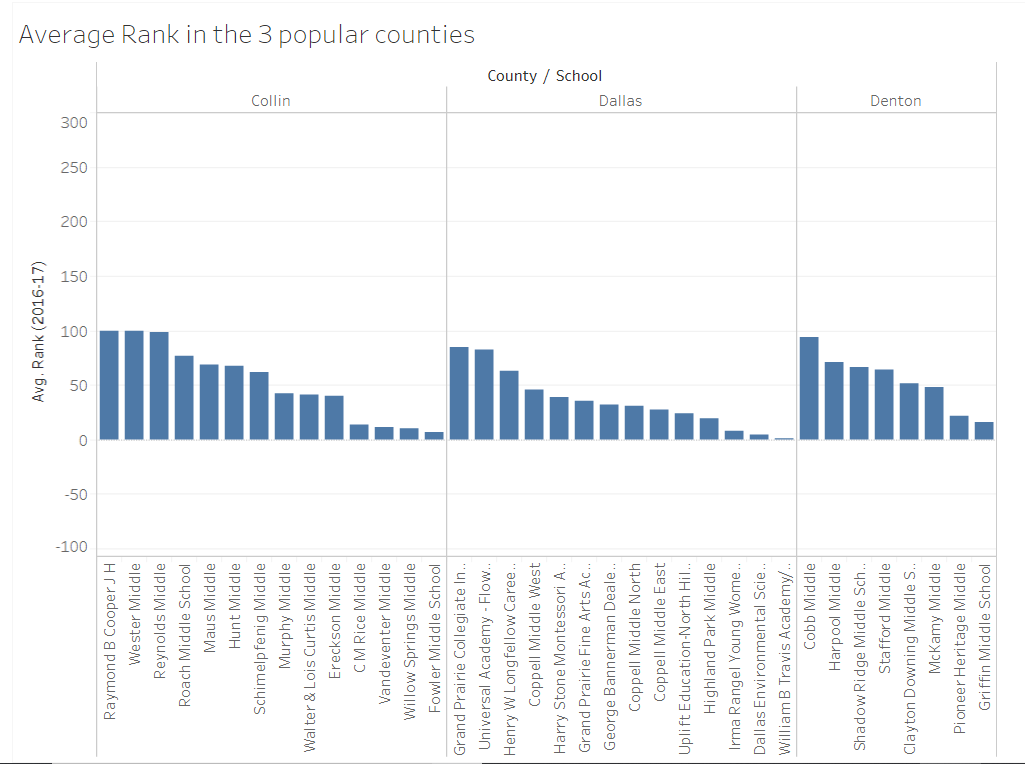 Average Rank in the 3 popular counties
County / School
Collin
Dallas
Denton
Avg. Rank (2016-17)
300
250
200
150
100
50
0
-50
-100
Raymond B Cooper J H
Wester Middle
Reynolds Middle
Roach Middle School
Maus Middle
Hunt Middle
Schimelpfenig Middle
Murphy Middle
Walter & Lois Curtis Middle
Ereckson Middle
C M Rice Middle
Vandeventer Middle
Willow Springs Middle
Fowler Middle School
Grand Prairie Collegiate In..
Universal Academy - Flow..
Henry W Longfellow Caree..
Coppell Middle West
Harry Stone Montessori A..
Grand Prairie Fine Arts Ac..
George Bannerman Deale..
Coppell Middle North
Coppell Middle East
Uplift Education-North Hil..
Highland Park Middle
Irma Rangel Young Wome..
Dallas Environmental Scie..
William B Travis Academy/..
Cobb Middle
Harpool Middle
Shadow Ridge Middle Sch..
Stafford Middle
Clayton Downing Middle S..
McKamy Middle
Pioneer Heritage Middle
Griffin Middle School